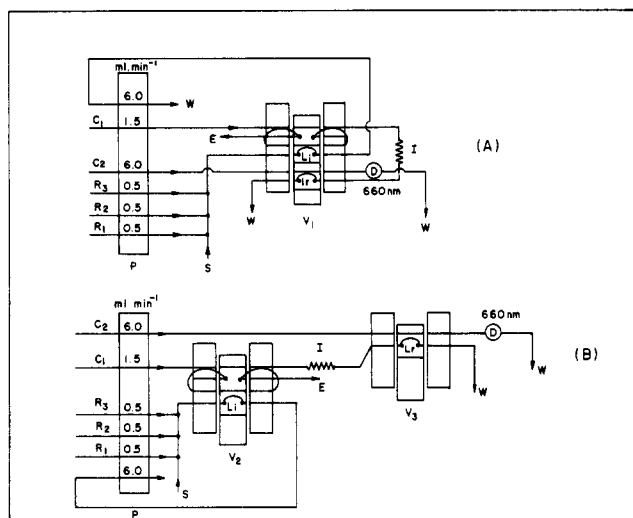 ml. min⁻¹
6.0
W
C₁ 1.5
E
Li
I
(A)
C₂ 6.0
Lr
D
R₃ 0.5
660nm
R₂ 0.5
W
V₁
W
R₁ 0.5
P
S
ml min⁻¹
660nm
C₂ 6.0
D
C₁ 1.5
I
Lr
(B)
E
W
W
R₃ 0.5
Li
R₂ 0.5
V₃
R₁ 0.5
V₂
6.0
S
P